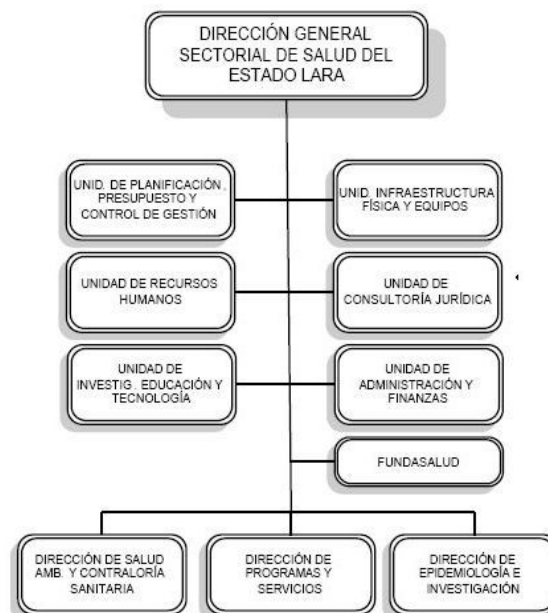 DIRECCIÓN GENERAL
SECTORIAL DE SALUD DEL
ESTADO LARA
UNID. DE PLANIFICACIÓN,
PRESUPUESTO Y
CONTROL DE GESTIÓN
UNID. INFRAESTRUCTURA
FÍSICA Y EQUIPOS
UNIDAD DE RECURSOS
HUMANOS
UNIDAD DE
CONSULTORÍA JURÍDICA
UNIDAD DE
INVESTIG. EDUCACIÓN Y
TECNOLOGÍA
UNIDAD DE
ADMINISTRACIÓN Y
FINANZAS
FUNDASALUD
DIRECCIÓN DE SALUD
AMB. Y CONTRALORÍA
SANITARIA
DIRECCIÓN DE
PROGRAMAS Y
SERVICIOS
DIRECCIÓN DE
EPIDEMIOLOGÍA E
INVESTIGACIÓN